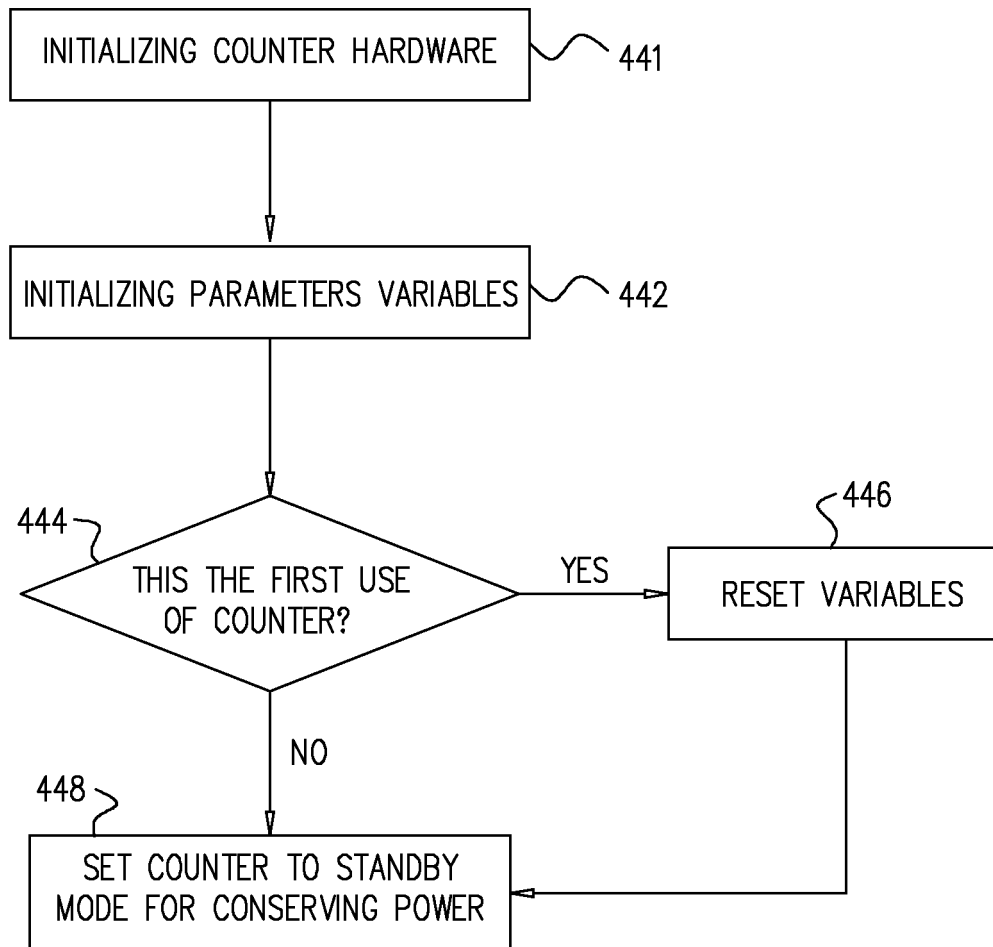 INITIALIZING COUNTER HARDWARE
441
INITIALIZING PARAMETERS VARIABLES
442
444
THIS THE FIRST USE
OF COUNTER?
YES
446
RESET VARIABLES
NO
448
SET COUNTER TO STANDBY
MODE FOR CONSERVING POWER